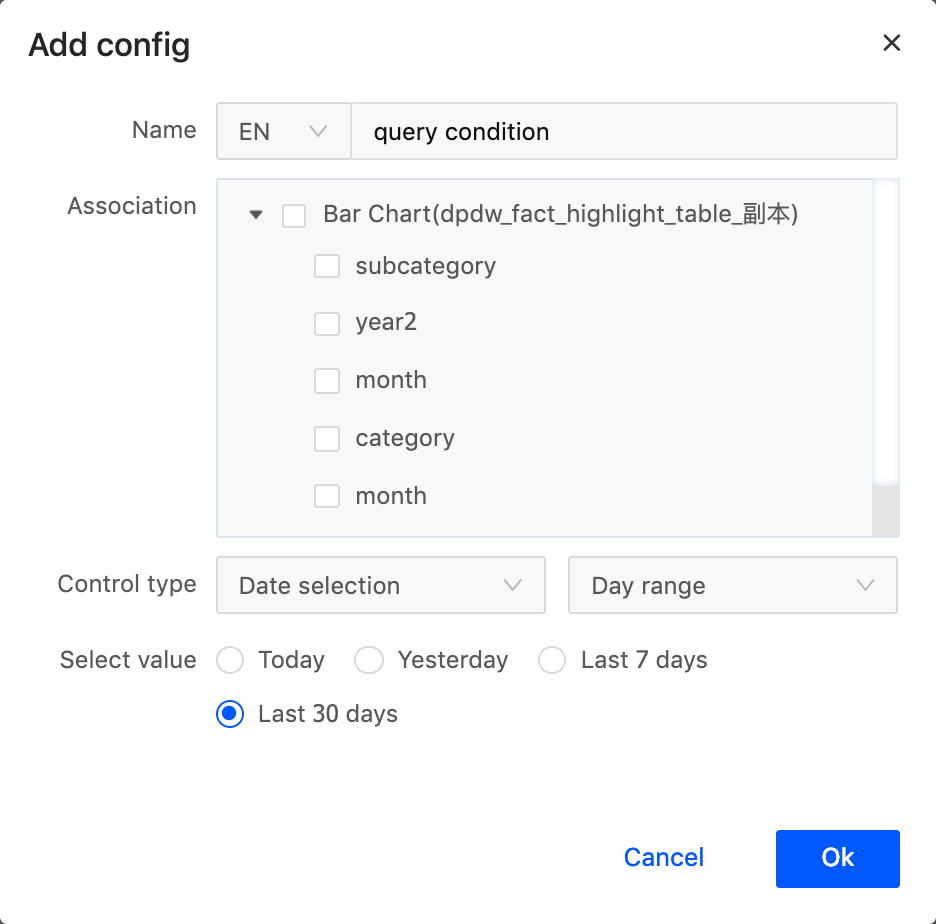 Add config
Name EN query condition
Association
Bar Chart(dpdw_fact_highlight_table_副本)
subcategory
year2
month
category
month
Control type Date selection Day range
Select value Today Yesterday Last 7 days
Last 30 days
Cancel Ok